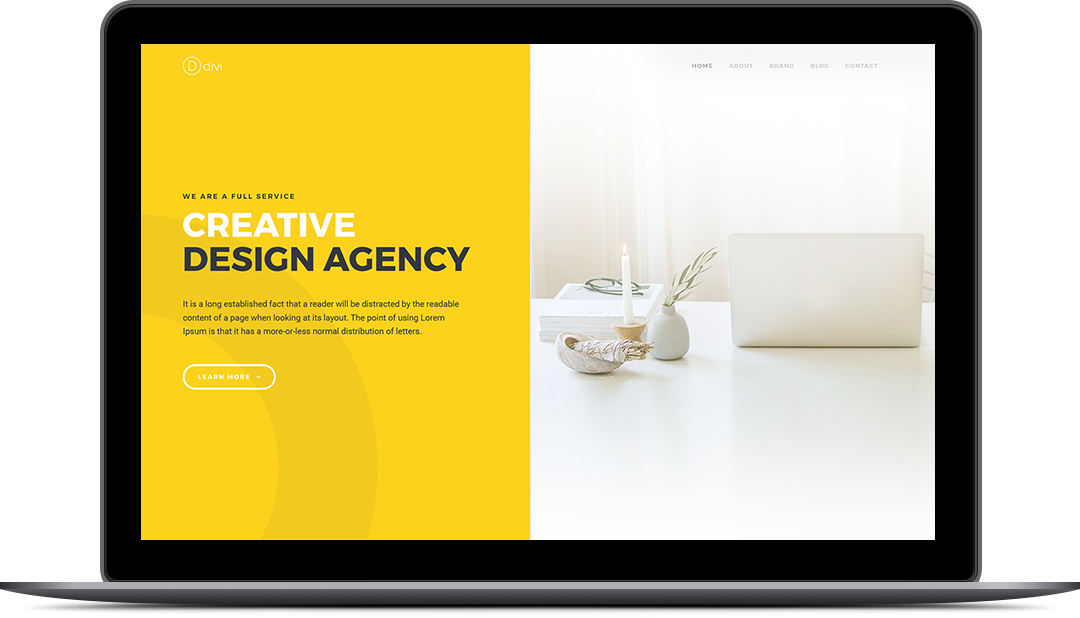 D divi
HOME ABOUT BRAND BLOG CONTACT
WE ARE A FULL SERVICE
CREATIVE
DESIGN AGENCY
It is a long established fact that a reader will be distracted by the readable
content of a page when looking at its layout. The point of using Lorem
Ipsum is that it has a more-or-less normal distribution of letters.
LEARN MORE →